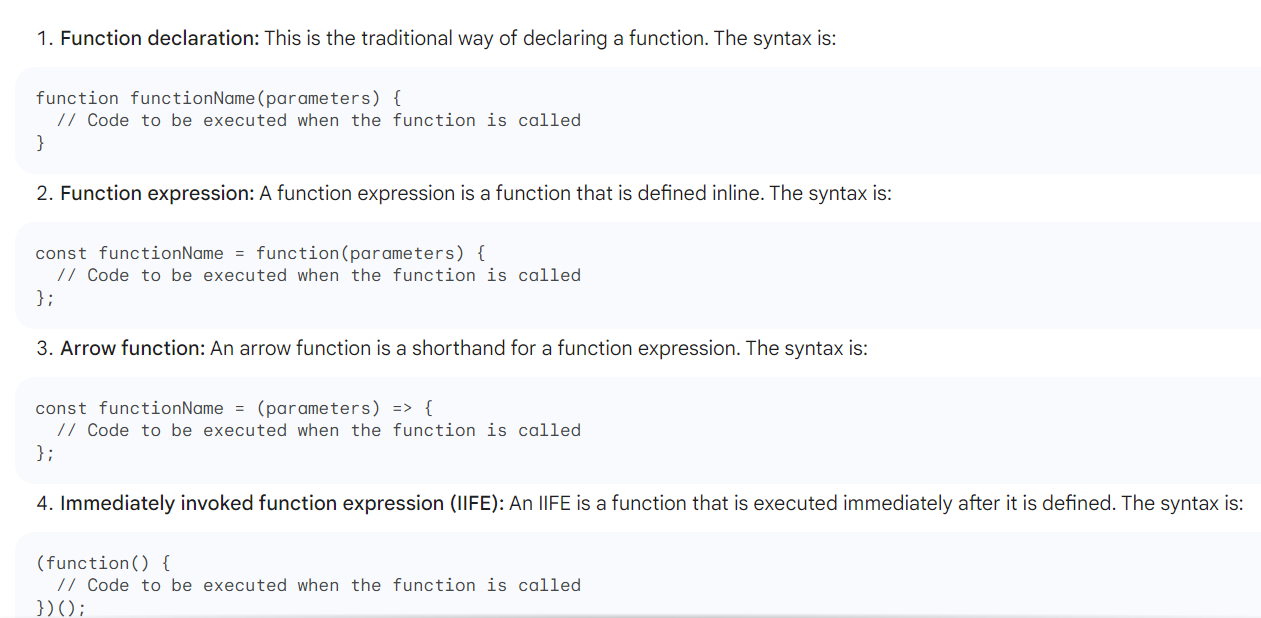 1. Function declaration: This is the traditional way of declaring a function. The syntax is:
function functionName(parameters) {
  // Code to be executed when the function is called
}
2. Function expression: A function expression is a function that is defined inline. The syntax is:
const functionName = function(parameters) {
  // Code to be executed when the function is called
};
3. Arrow function: An arrow function is a shorthand for a function expression. The syntax is:
const functionName = (parameters) => {
  // Code to be executed when the function is called
};
4. Immediately invoked function expression (IIFE): An IIFE is a function that is executed immediately after it is defined. The syntax is:
(function() {
  // Code to be executed when the function is called
})();